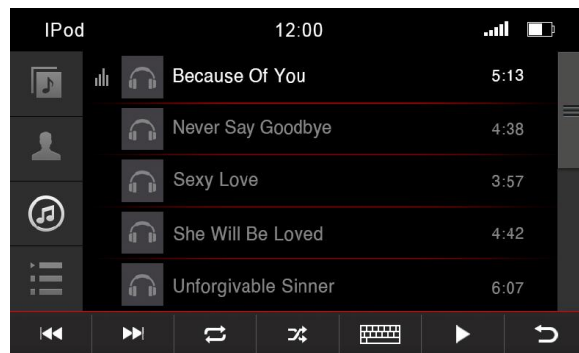 IPod 12:00
Because Of You 5:13
Never Say Goodbye 4:38
Sexy Love 3:57
She Will Be Loved 4:42
Unforgivable Sinner 6:07